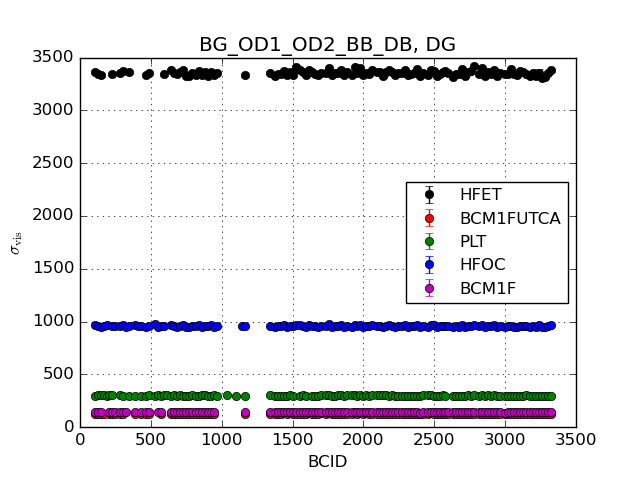 BG_OD1_OD2_BB_DB, DG
3500
3000
2500
2000
1500
1000
500
0
σvis
HFET
BCM1FUTCA
PLT
HFOC
BCM1F
0 500 1000 1500 2000 2500 3000 3500
BCID